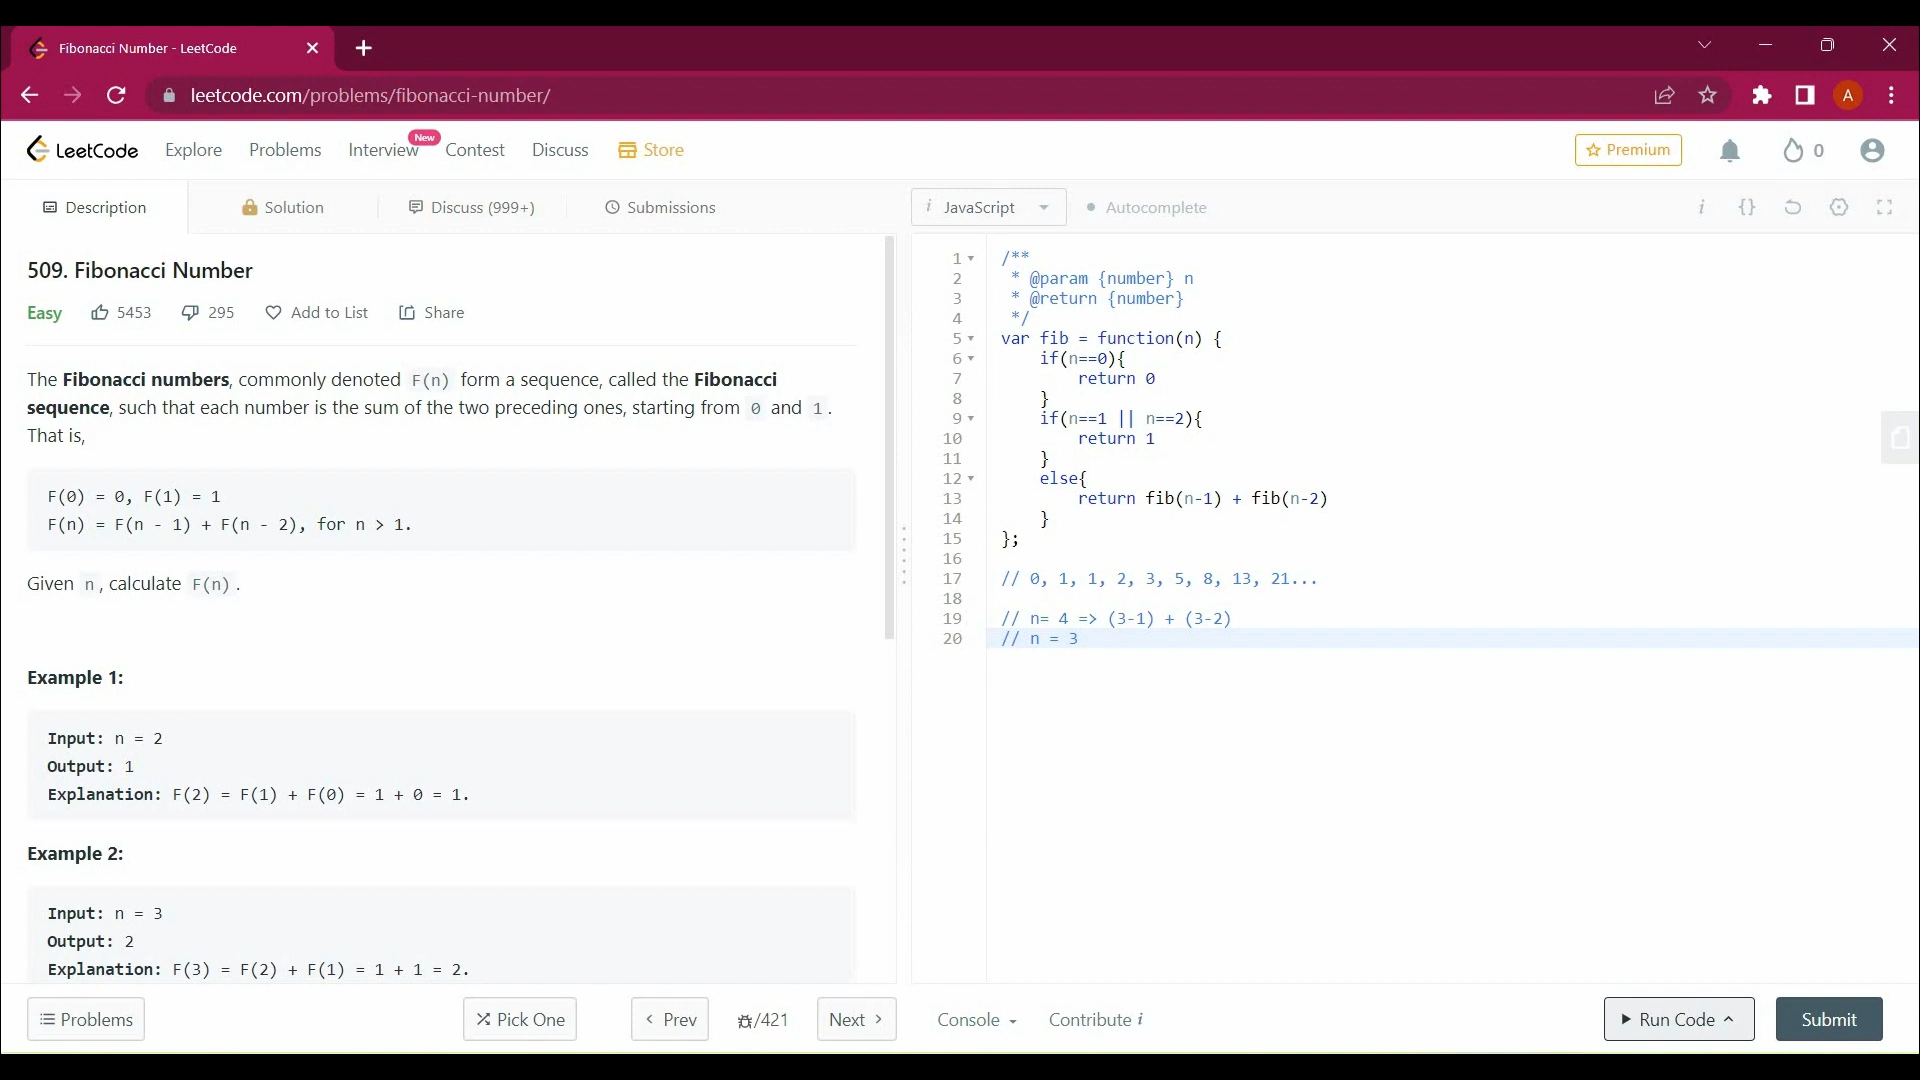 Fibonacci Number - LeetCode
leetcode.com/problems/fibonacci-number/
A
LeetCode Explore Problems Interview New Contest Discuss Store Premium 0
Description Solution Discuss (999+) Submissions
i JavaScript Autocomplete i {}
509. Fibonacci Number
Easy 5453 295 Add to List Share
The Fibonacci numbers, commonly denoted F(n) form a sequence, called the Fibonacci
sequence, such that each number is the sum of the two preceding ones, starting from 0 and 1.
That is,
F(0) = 0, F(1) = 1
F(n) = F(n - 1) + F(n - 2), for n > 1.
Given n, calculate F(n).
Example 1:
Input: n = 2
Output: 1
Explanation: F(2) = F(1) + F(0) = 1 + 0 = 1.
Example 2:
Input: n = 3
Output: 2
Explanation: F(3) = F(2) + F(1) = 1 + 1 = 2.
1 /**
2 * @param {number} n
3 * @return {number}
4 */
5 var fib = function(n) {
6 if(n==0){
7 return 0
8 }
9 if(n==1 || n==2){
10 return 1
11 }
12 else{
13 return fib(n-1) + fib(n-2)
14 }
15 };
16
17 // 0, 1, 1, 2, 3, 5, 8, 13, 21...
18
19 // n= 4 => (3-1) + (3-2)
20 // n = 3
Problems Pick One Prev /421 Next Console Contribute i Run Code Submit